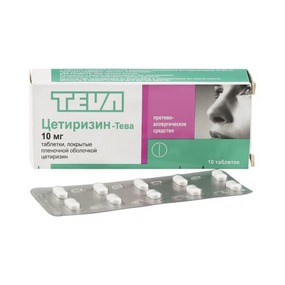 TEVA
Цетиризин-Тева
10 мг
таблетки, покрытые
пленочной оболочкой
цетиризин
противо-
аллергическое
средство
10 таблеток